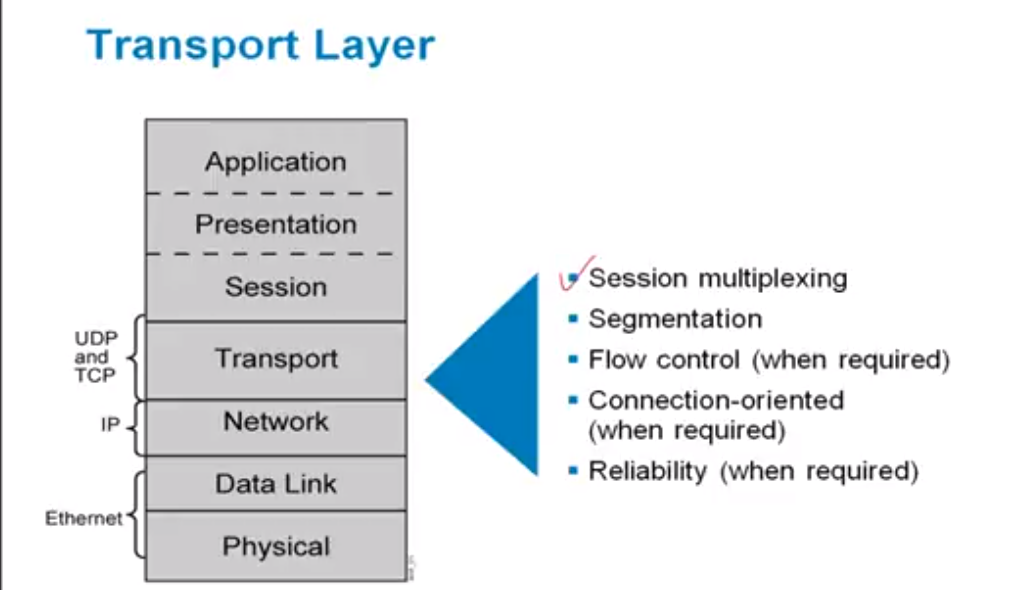 Transport Layer
Application
Presentation
Session
UDP
and
TCP
Transport
IP
Network
Data Link
Ethernet
Physical
Session multiplexing
Segmentation
Flow control (when required)
Connection-oriented
(when required)
Reliability (when required)